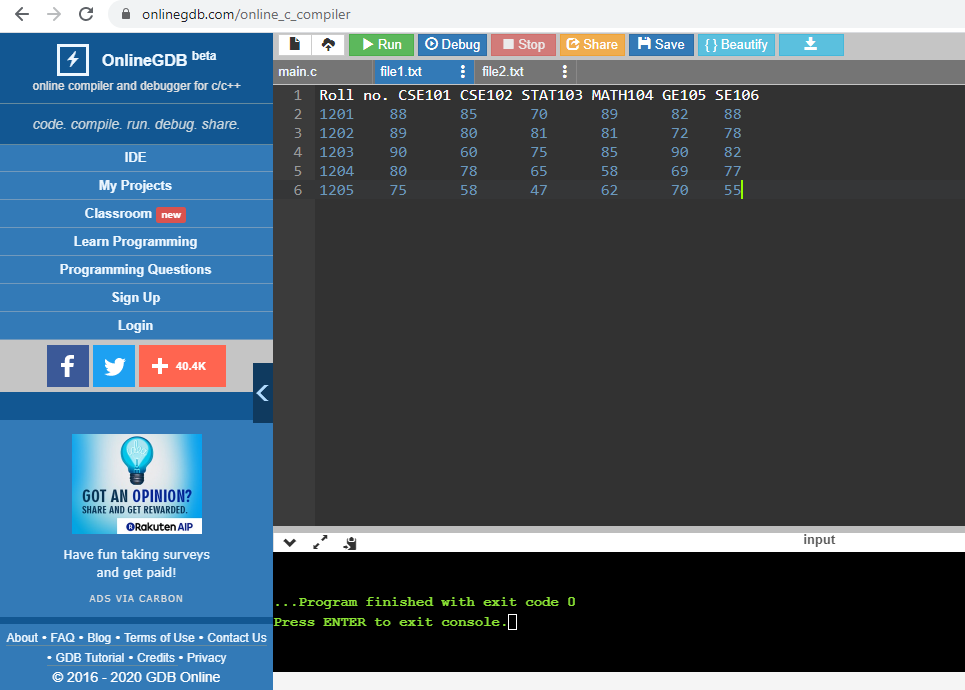 onlinegdb.com/online_c_compiler
OnlineGDB beta
online compiler and debugger for c/c++
code. compile. run. debug. share.
IDE
My Projects
Classroom new
Learn Programming
Programming Questions
Sign Up
Login
40.4K
GOT AN OPINION?
SHARE AND GET REWARDED.
Rakuten AIP
Have fun taking surveys
and get paid!
ADS VIA CARBON
About • FAQ • Blog • Terms of Use • Contact Us
• GDB Tutorial • Credits • Privacy
© 2016 - 2020 GDB Online
Run Debug Stop Share Save { } Beautify
main.c file1.txt file2.txt
1 Roll no. CSE101 CSE102 STAT103 MATH104 GE105 SE106
2 1201 88 85 70 89 82 88
3 1202 89 80 81 81 72 78
4 1203 90 60 75 85 90 82
5 1204 80 78 65 58 69 77
6 1205 75 58 47 62 70 55
input
...Program finished with exit code 0
Press ENTER to exit console.